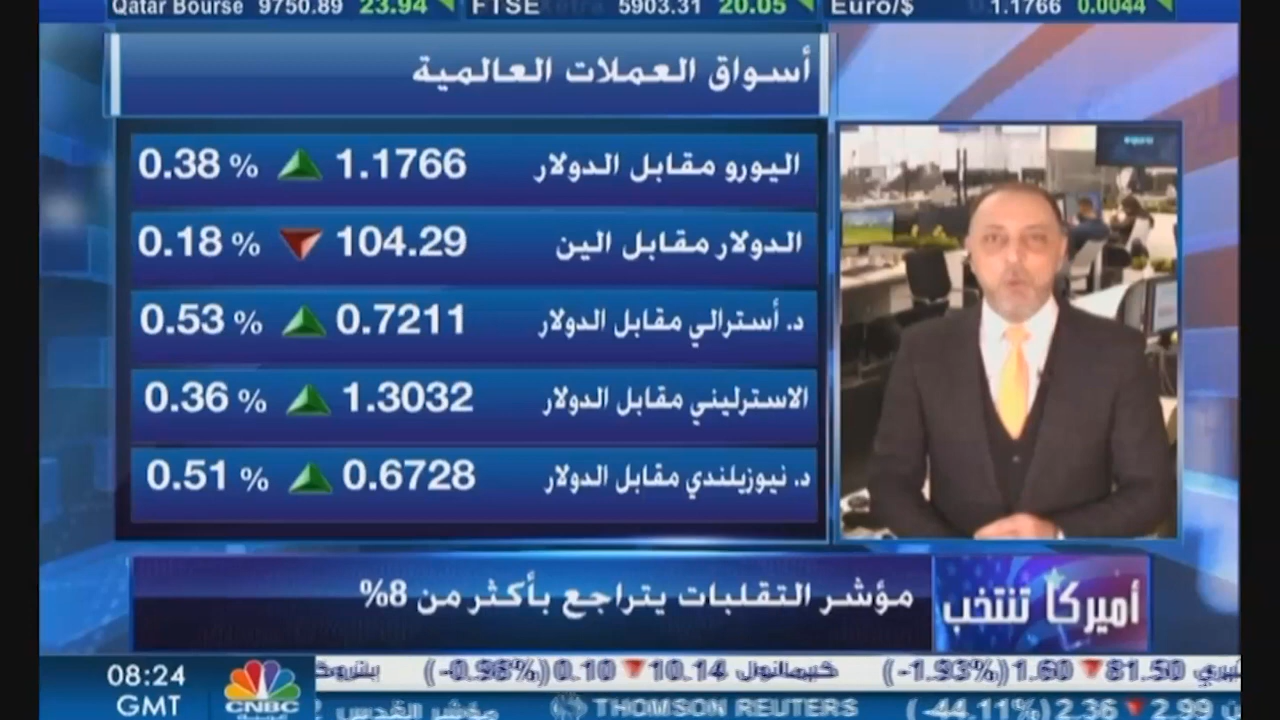 Qatar Bourse 9750.89 23.94 FTSE 5903.31 20.05 Euro/$ 1.1766 0.0044
أسواق العملات العالمية
اليورو مقابل الدولار 1.1766 0.38 %
الدولار مقابل الين 104.29 0.18 %
د. أسترالي مقابل الدولار 0.7211 0.53 %
الاسترليني مقابل الدولار 1.3032 0.36 %
د. نيوزيلندي مقابل الدولار 0.6728 0.51 %
أميركا تنتخب
مؤشر التقلبات يتراجع بأكثر من 8%
81.50 1.60 (-1.93%) كيمانول 10.14 0.10 (-0.98%)
08:24
GMT
CNBC
عربية
2.99 2.36 (-44.11%) THOMSON REUTERS مؤشر القدس